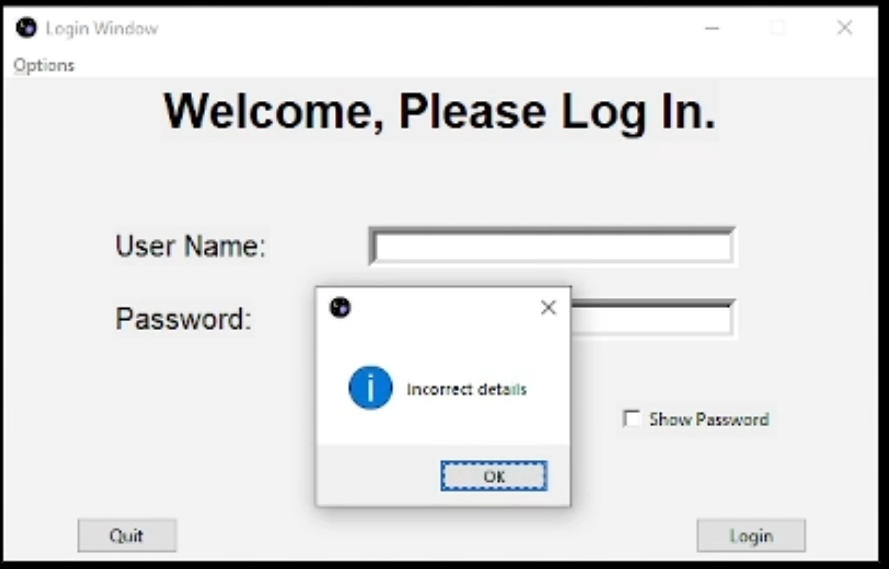 Login Window
Options
Welcome, Please Log In.
User Name:
Password:
Incorrect details
Show Password
OK
Quit
Login